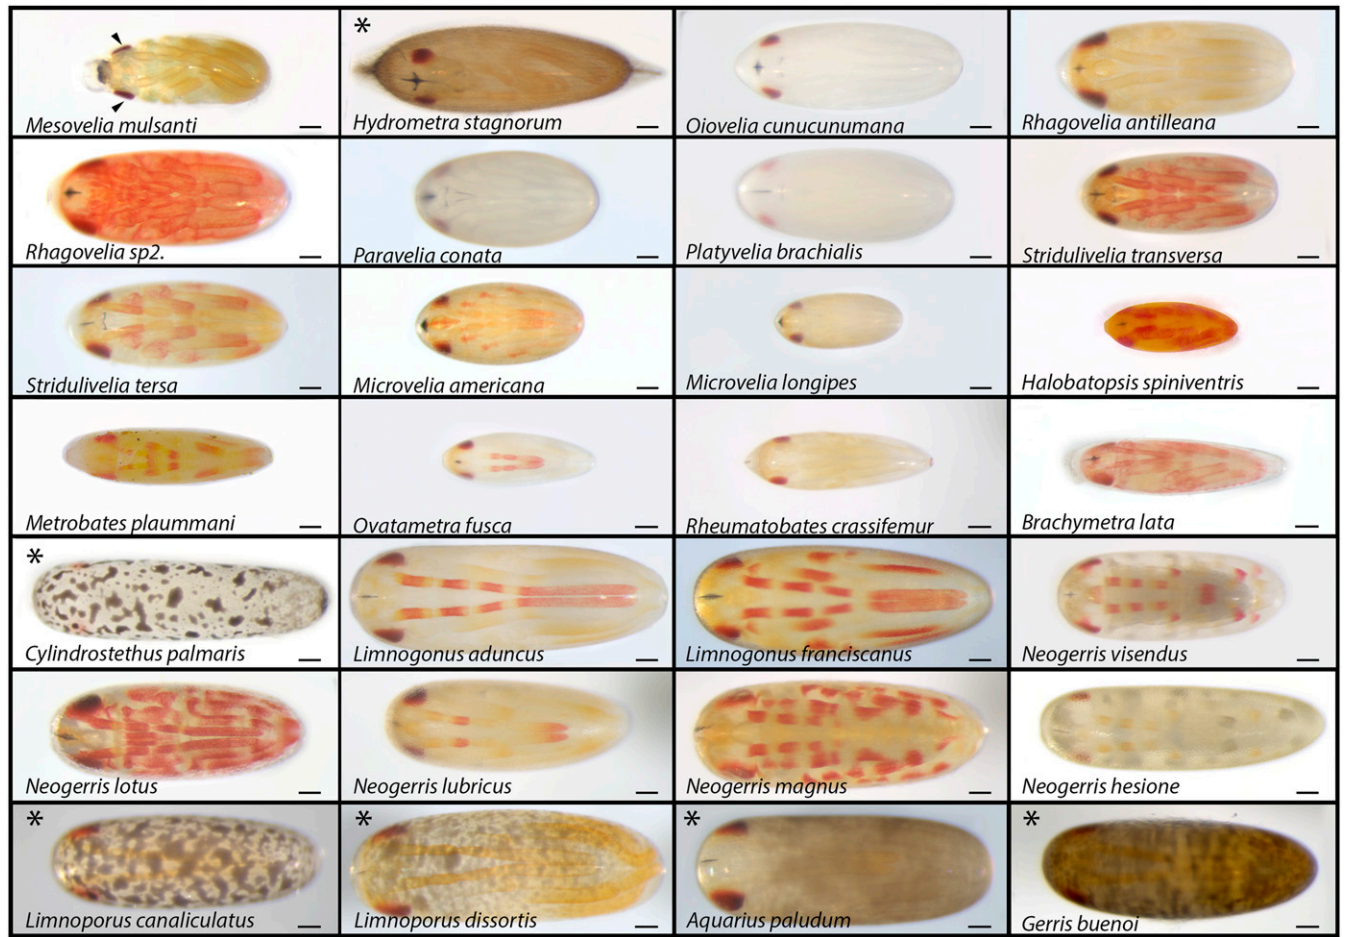 Mesovelia mulsanti
* Hydrometra stagnorum
Oiovelia cunucunumana
Rhagovelia antilleana
Rhagovelia sp2.
Paravelia conata
Platyvelia brachialis
Stridulivelia transversa
Stridulivelia tersa
Microvelia americana
Microvelia longipes
Halobatopsis spiniventris
Metrobates plaummani
Ovatametra fusca
Rheumatobates crassifemur
Brachymetra lata
* Cylindrostethus palmaris
Limnogonus aduncus
Limnogonus franciscanus
Neogerris visendus
Neogerris lotus
Neogerris lubricus
Neogerris magnus
Neogerris hesione
* Limnoporus canaliculatus
* Limnoporus dissortis
* Aquarius paludum
* Gerris buenoi